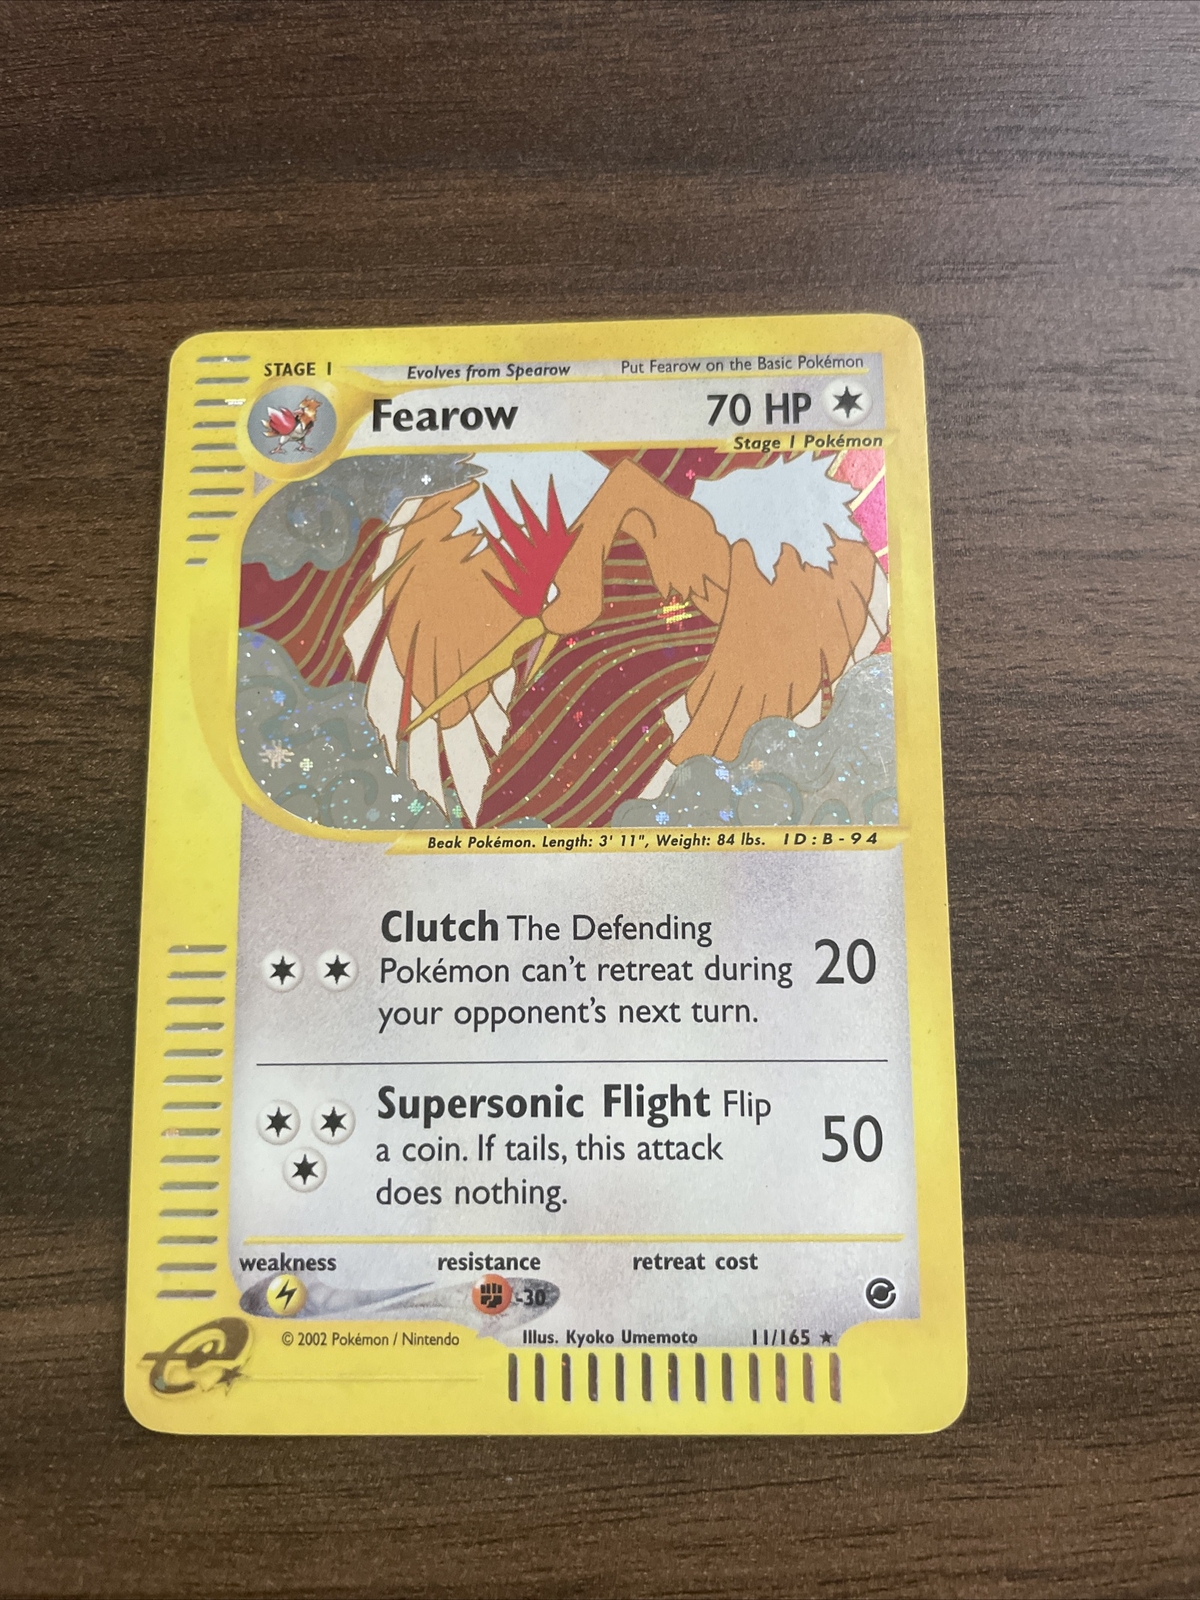 STAGE 1
Evolves from Spearow
Put Fearow on the Basic Pokémon
Fearow
70 HP
Stage 1 Pokémon
Beak Pokémon. Length: 3' 11", Weight: 84 lbs. ID:B-94
Clutch The Defending
Pokémon can't retreat during
your opponent's next turn.
20
Supersonic Flight Flip
a coin. If tails, this attack
does nothing.
50
weakness
resistance
retreat cost
-30
© 2002 Pokémon / Nintendo
Illus. Kyoko Umemoto
11/165 ★
e